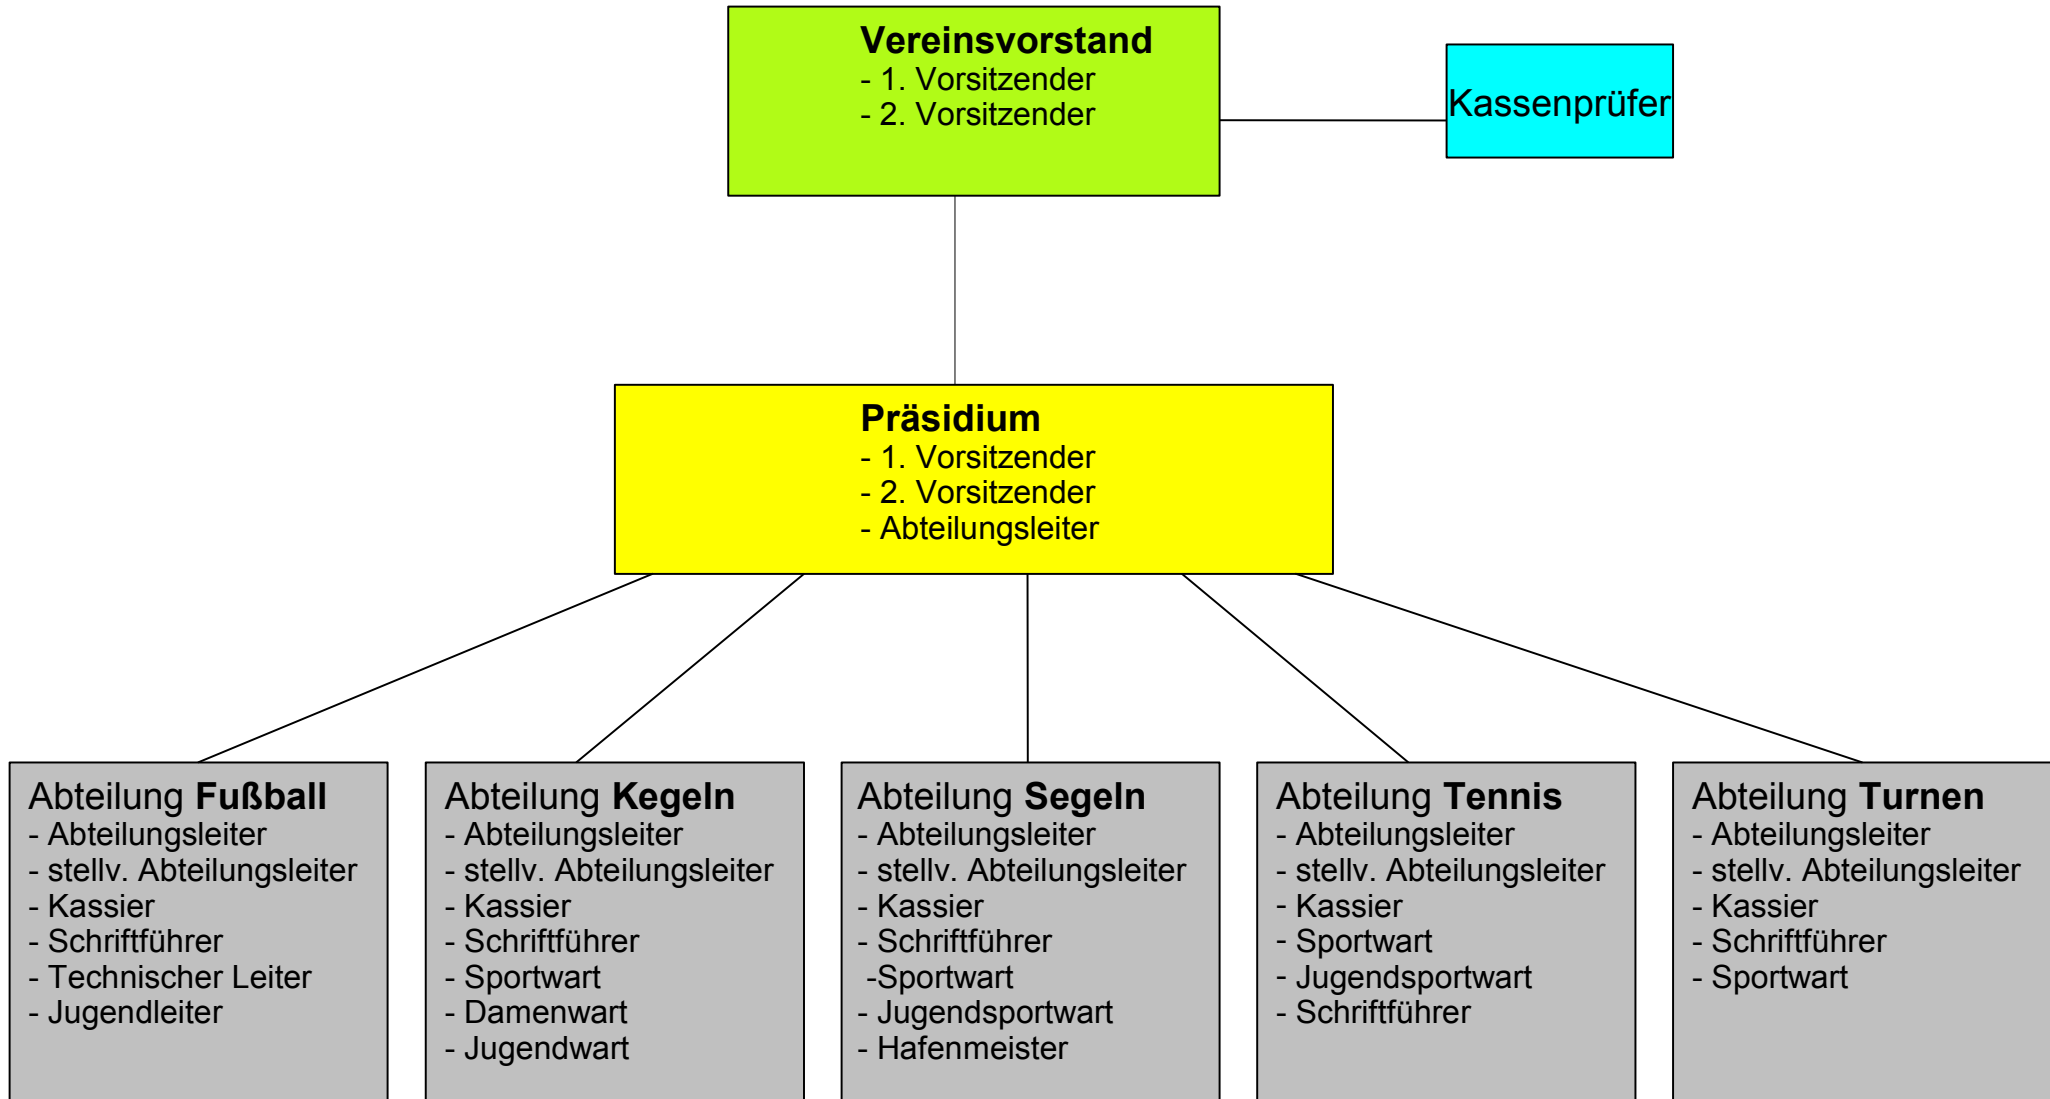 Vereinsvorstand
- 1. Vorsitzender
- 2. Vorsitzender
Kassenprüfer
Präsidium
- 1. Vorsitzender
- 2. Vorsitzender
- Abteilungsleiter
Abteilung Fußball
- Abteilungsleiter
- stellv. Abteilungsleiter
- Kassier
- Schriftführer
- Technischer Leiter
- Jugendleiter
Abteilung Kegeln
- Abteilungsleiter
- stellv. Abteilungsleiter
- Kassier
- Schriftführer
- Sportwart
- Damenwart
- Jugendwart
Abteilung Segeln
- Abteilungsleiter
- stellv. Abteilungsleiter
- Kassier
- Schriftführer
-Sportwart
- Jugendsportwart
- Hafenmeister
Abteilung Tennis
- Abteilungsleiter
- stellv. Abteilungsleiter
- Kassier
- Sportwart
- Jugendsportwart
- Schriftführer
Abteilung Turnen
- Abteilungsleiter
- stellv. Abteilungsleiter
- Kassier
- Schriftführer
- Sportwart